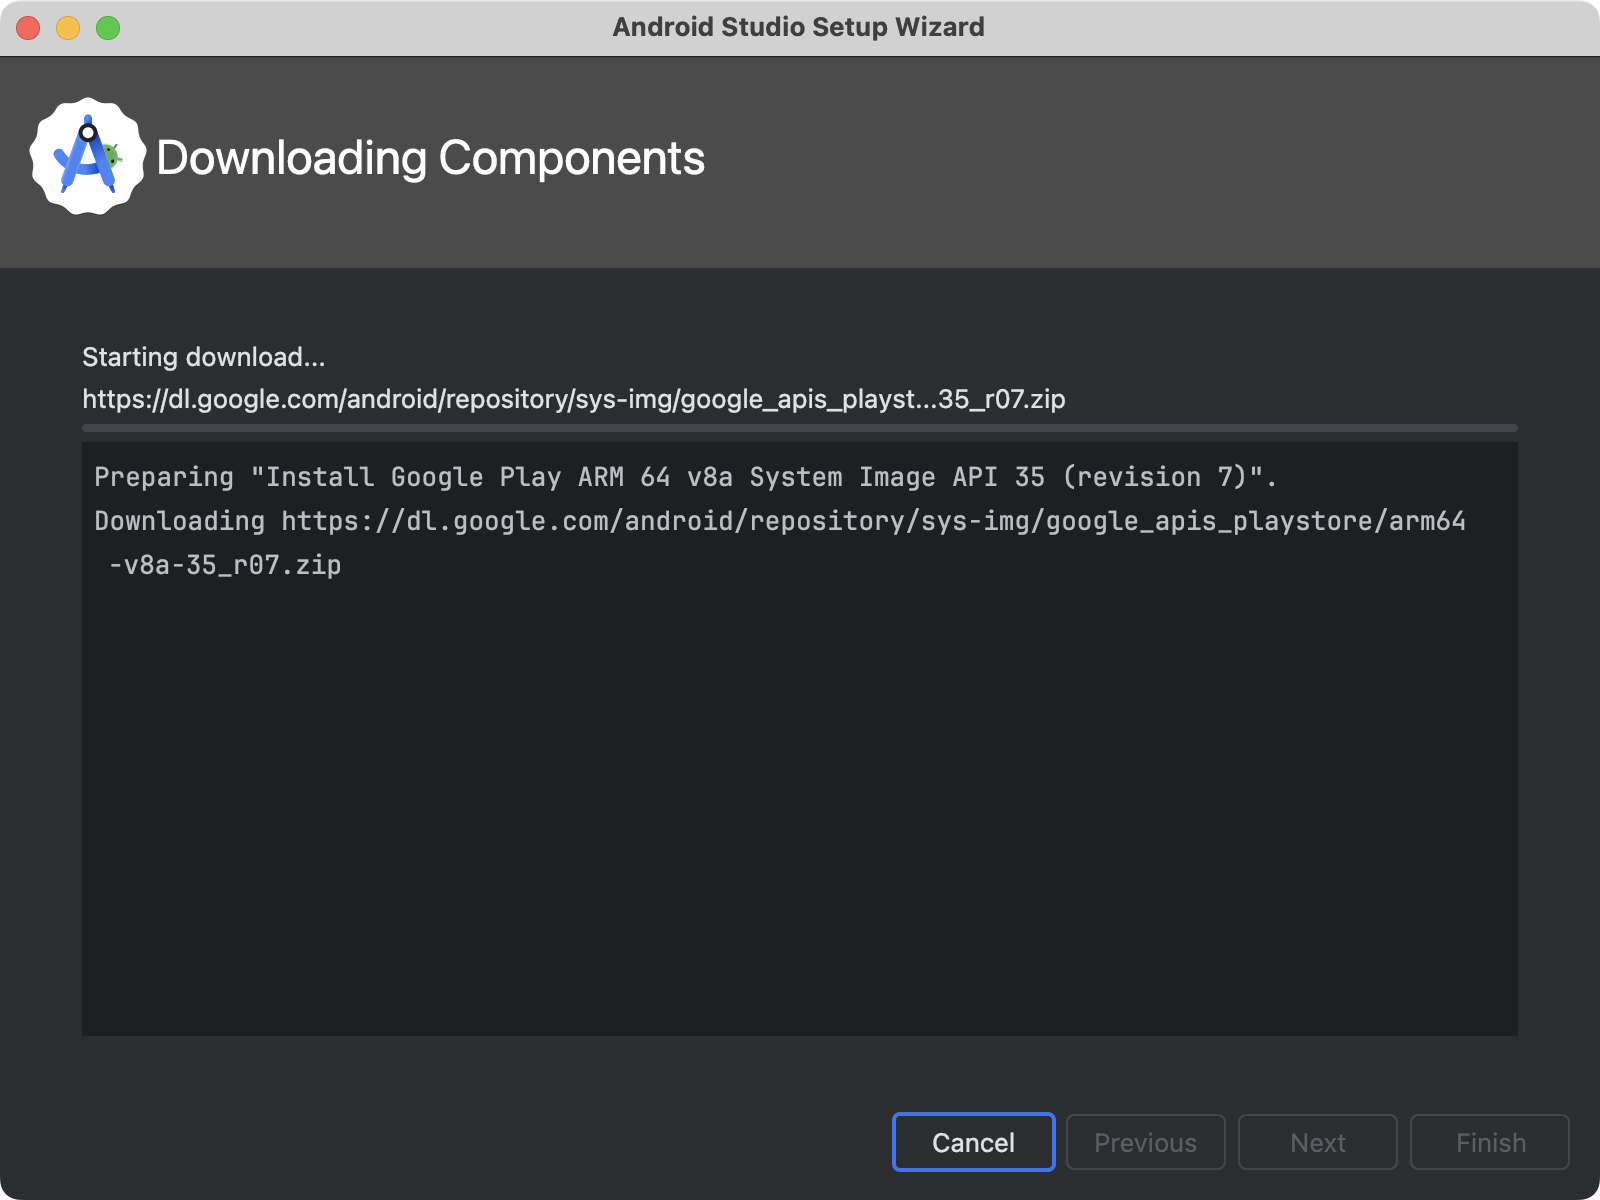 Android Studio Setup Wizard
Downloading Components
Starting download...
https://dl.google.com/android/repository/sys-img/google_apis_playst...35_r07.zip
Preparing "Install Google Play ARM 64 v8a System Image API 35 (revision 7)".
Downloading https://dl.google.com/android/repository/sys-img/google_apis_playstore/arm64
-v8a-35_r07.zip
Cancel Previous Next Finish